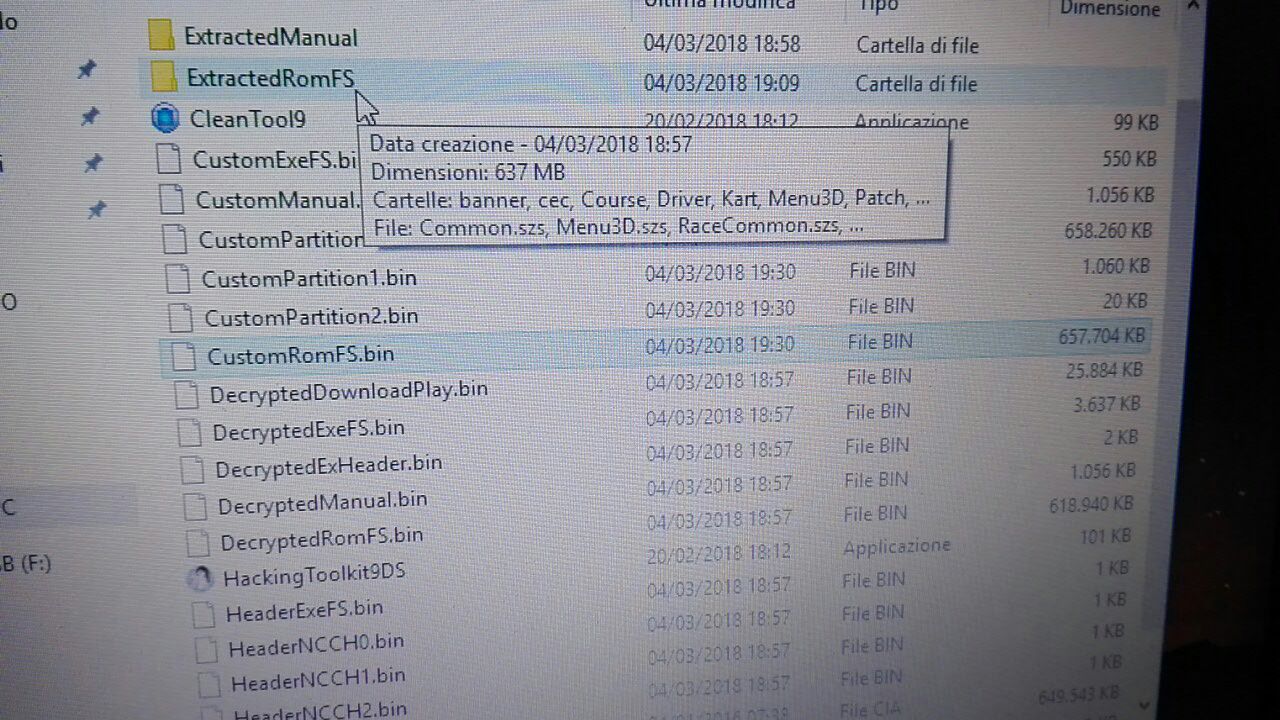 Ultima modifica Tipo Dimensione
ExtractedManual 04/03/2018 18:58 Cartella di file
ExtractedRomFS 04/03/2018 19:09 Cartella di file
CleanTool9 20/02/2018 18:12 Applicazione 99 KB
Data creazione - 04/03/2018 18:57
CustomExeFS.bi 550 KB
Dimensioni: 637 MB
CustomManual. 1.056 KB
Cartelle: banner, cec, Course, Driver, Kart, Menu3D, Patch, ...
File: Common.szs, Menu3D.szs, RaceCommon.szs, ...
CustomPartition 658.260 KB
CustomPartition1.bin 04/03/2018 19:30 File BIN 1.060 KB
CustomPartition2.bin 04/03/2018 19:30 File BIN 20 KB
CustomRomFS.bin 04/03/2018 19:30 File BIN 657.704 KB
DecryptedDownloadPlay.bin 04/03/2018 18:57 File BIN 25.884 KB
DecryptedExeFS.bin 04/03/2018 18:57 File BIN 3.637 KB
DecryptedExHeader.bin 04/03/2018 18:57 File BIN 2 KB
DecryptedManual.bin 04/03/2018 18:57 File BIN 1.056 KB
DecryptedRomFS.bin 04/03/2018 18:57 File BIN 618.940 KB
HackingToolkit9DS 20/02/2018 18:12 Applicazione 101 KB
HeaderExeFS.bin 04/03/2018 18:57 File BIN 1 KB
HeaderNCCH0.bin 04/03/2018 18:57 File BIN 1 KB
HeaderNCCH1.bin 04/03/2018 18:57 File BIN 1 KB
HeaderNCCH2.bin 04/03/2018 18:57 File BIN 1 KB
File CIA 649.543 KB
lo
O
C
B (F:)